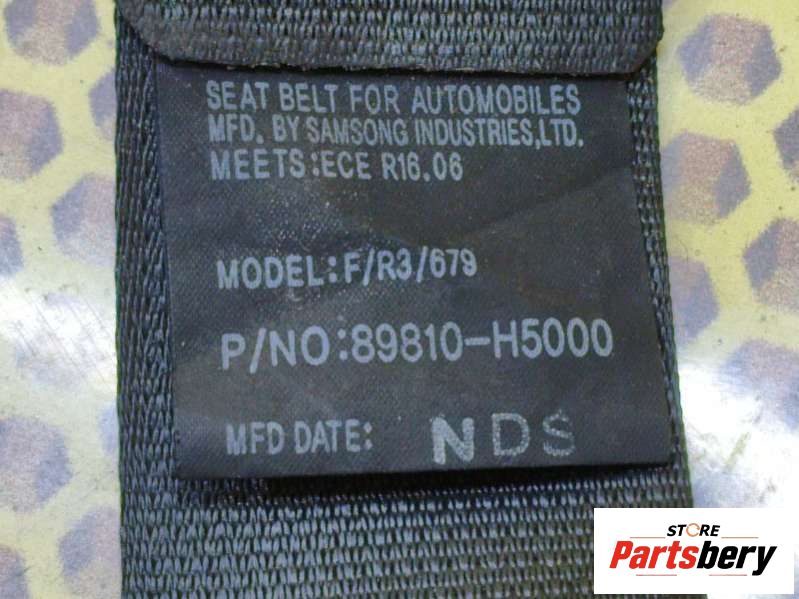 SEAT BELT FOR AUTOMOBILES
MFD. BY SAMSONG INDUSTRIES,LTD.
MEETS:ECE R16.06
MODEL:F/R3/679
P/NO:89810-H5000
MFD DATE: NDS
STORE
Partsbery